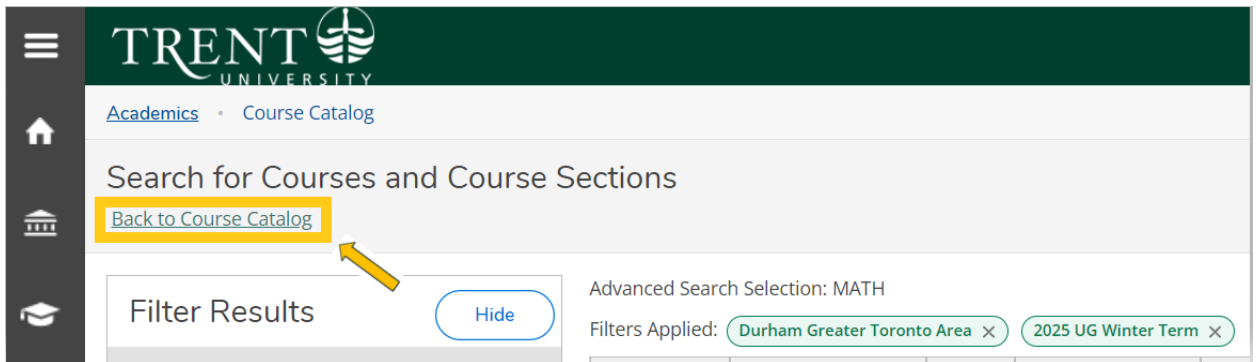 TRENT
UNIVERSITY
Academics • Course Catalog
Search for Courses and Course Sections
Back to Course Catalog
Filter Results
Hide
Advanced Search Selection: MATH
Filters Applied: Durham Greater Toronto Area × 2025 UG Winter Term ×